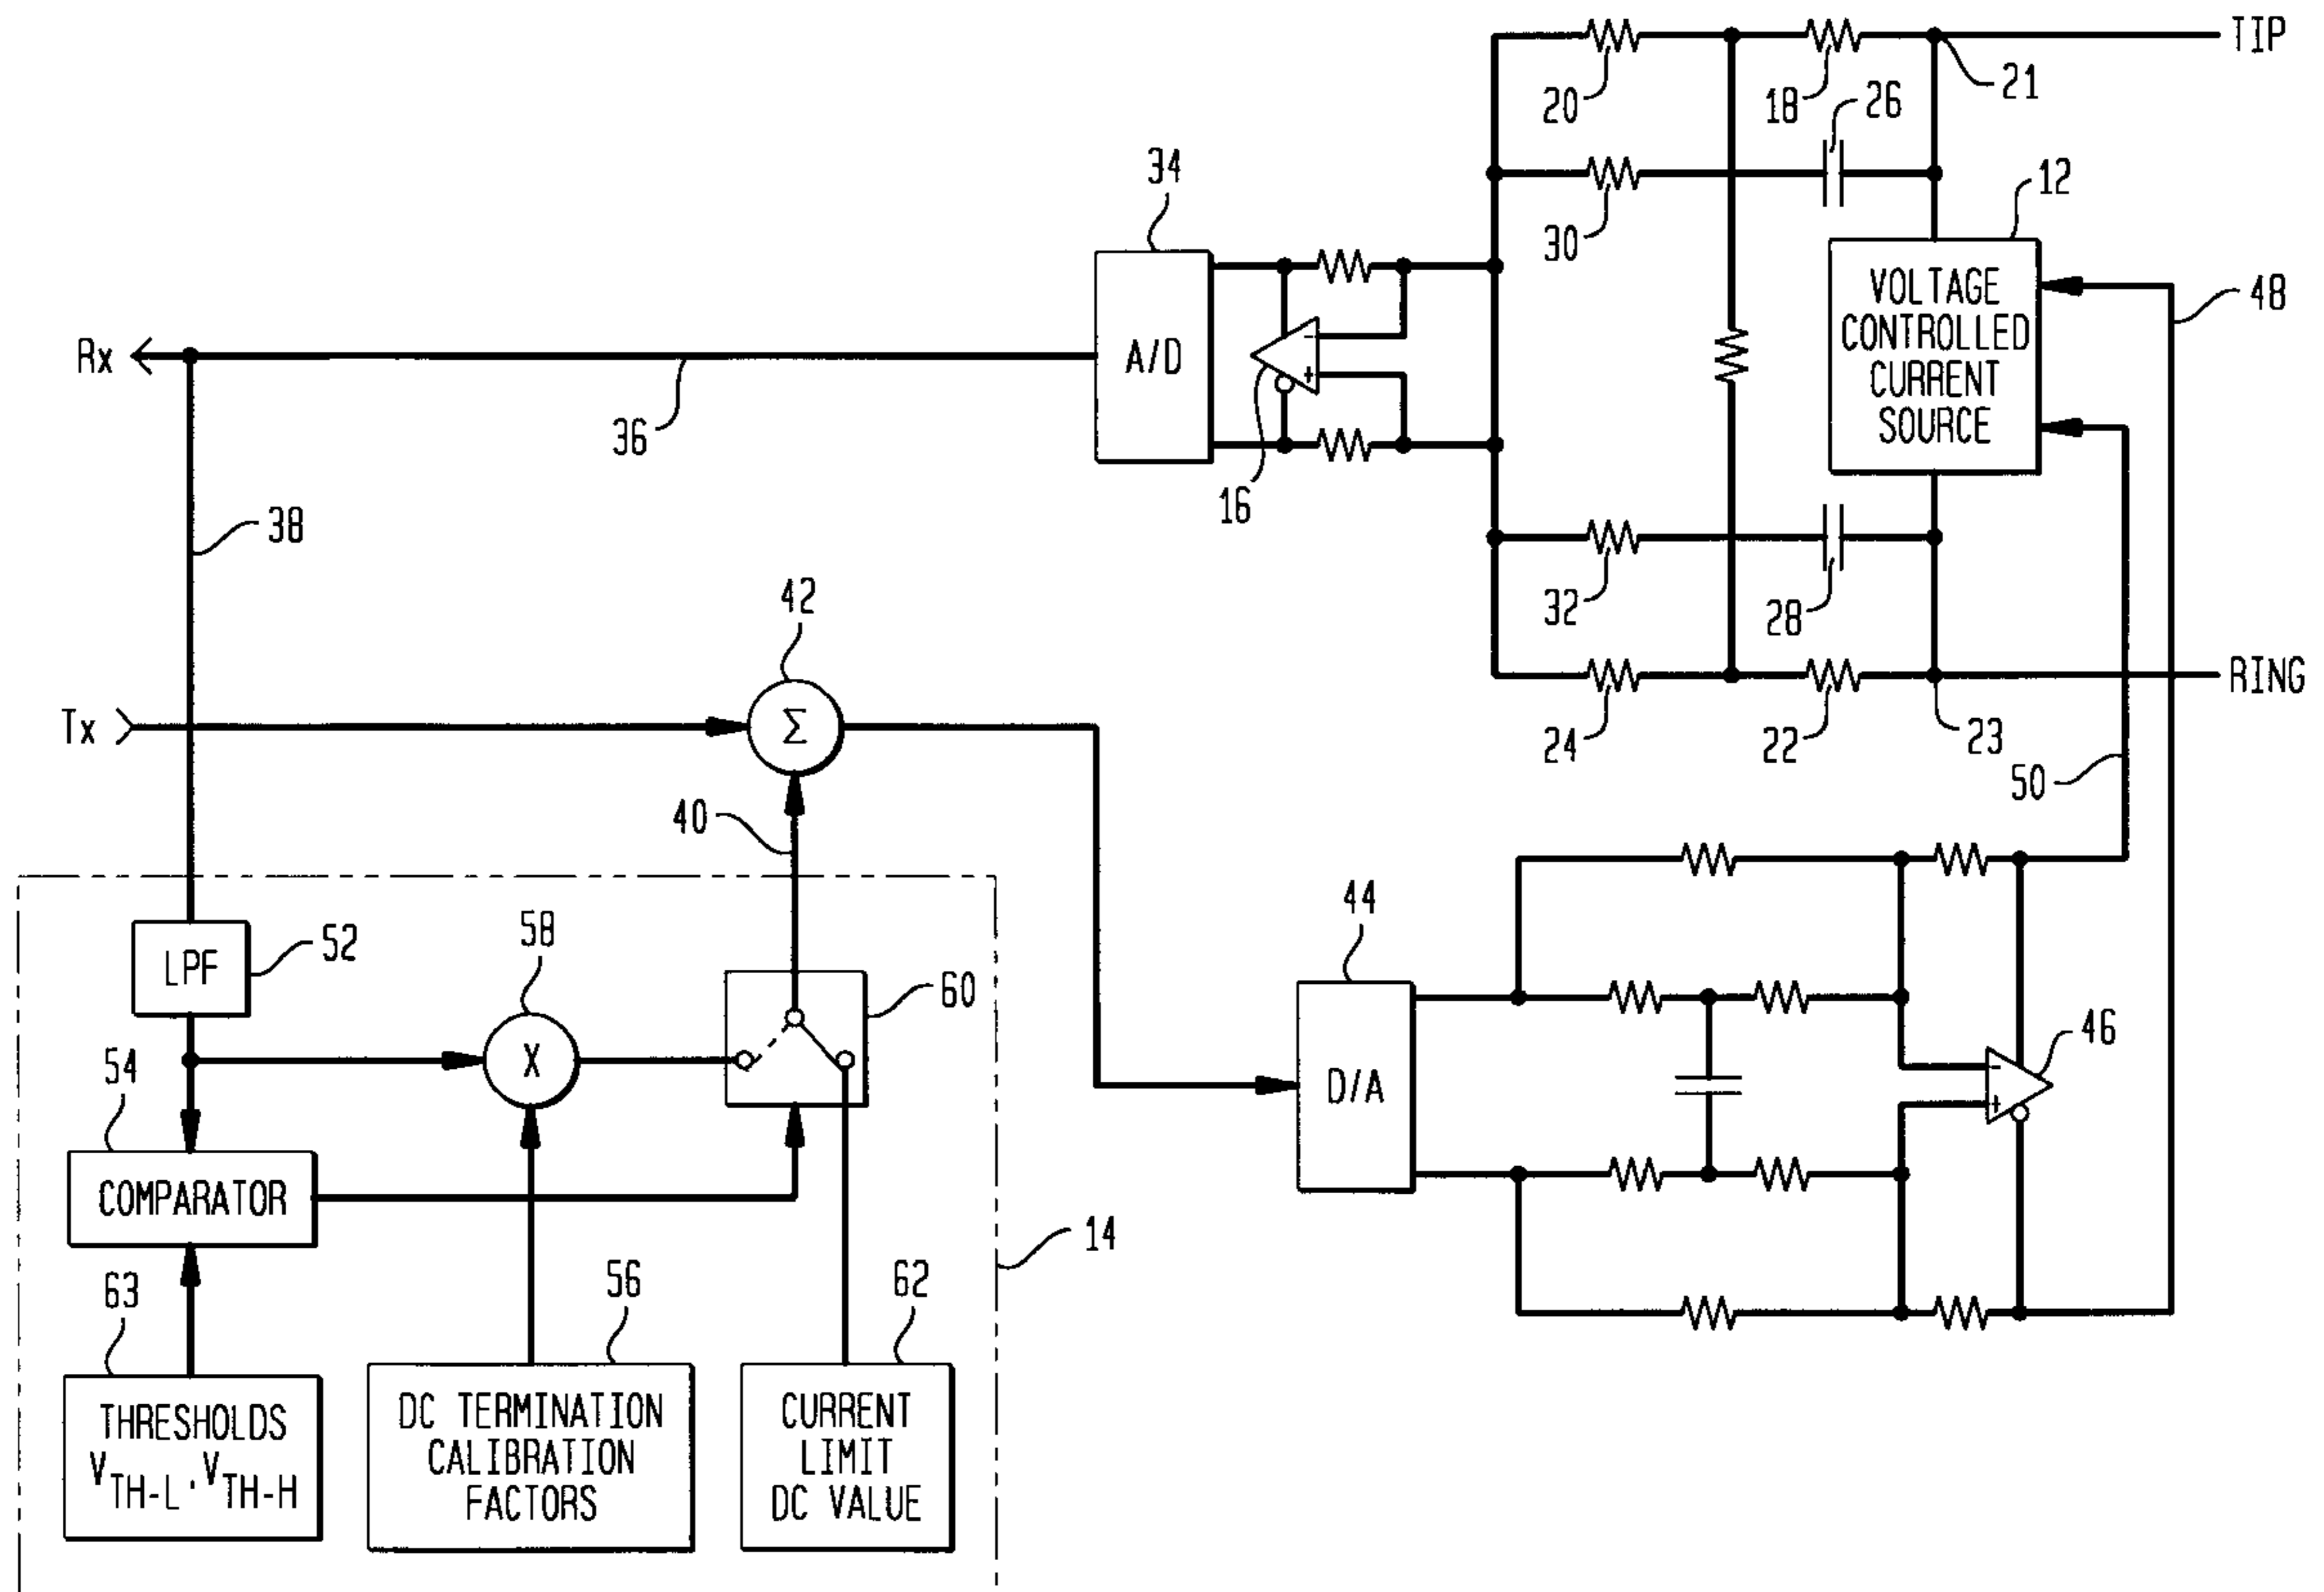 TIP
20
18
21
26
34
12
30
VOLTAGE
CONTROLLED
CURRENT
SOURCE
48
Rx
A/D
-
+
16
36
38
32
28
42
RING
Tx
Σ
24
22
23
50
40
44
58
52
LPF
60
46
54
X
D/A
-
+
COMPARATOR
14
63
56
62
THRESHOLDS
VTH-L, VTH-H
DC TERMINATION
CALIBRATION
FACTORS
CURRENT
LIMIT
DC VALUE